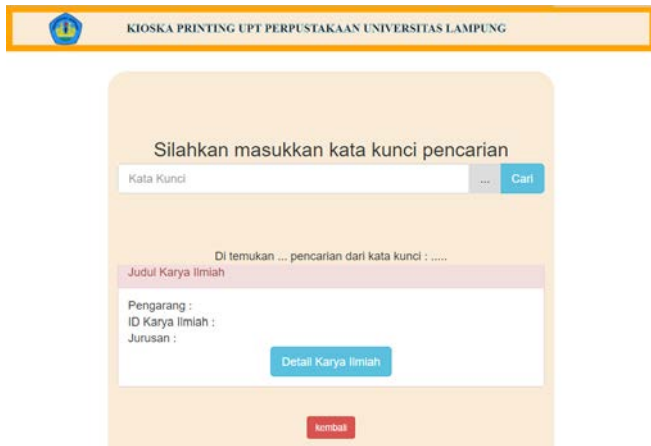 KIOSKA PRINTING UPT PERPUSTAKAAN UNIVERSITAS LAMPUNG
Silahkan masukkan kata kunci pencarian
Kata Kunci ... Cari
Di temukan ... pencarian dari kata kunci : .....
Judul Karya Ilmiah
Pengarang :
ID Karya Ilmiah :
Jurusan :
Detail Karya Ilmiah
kembali